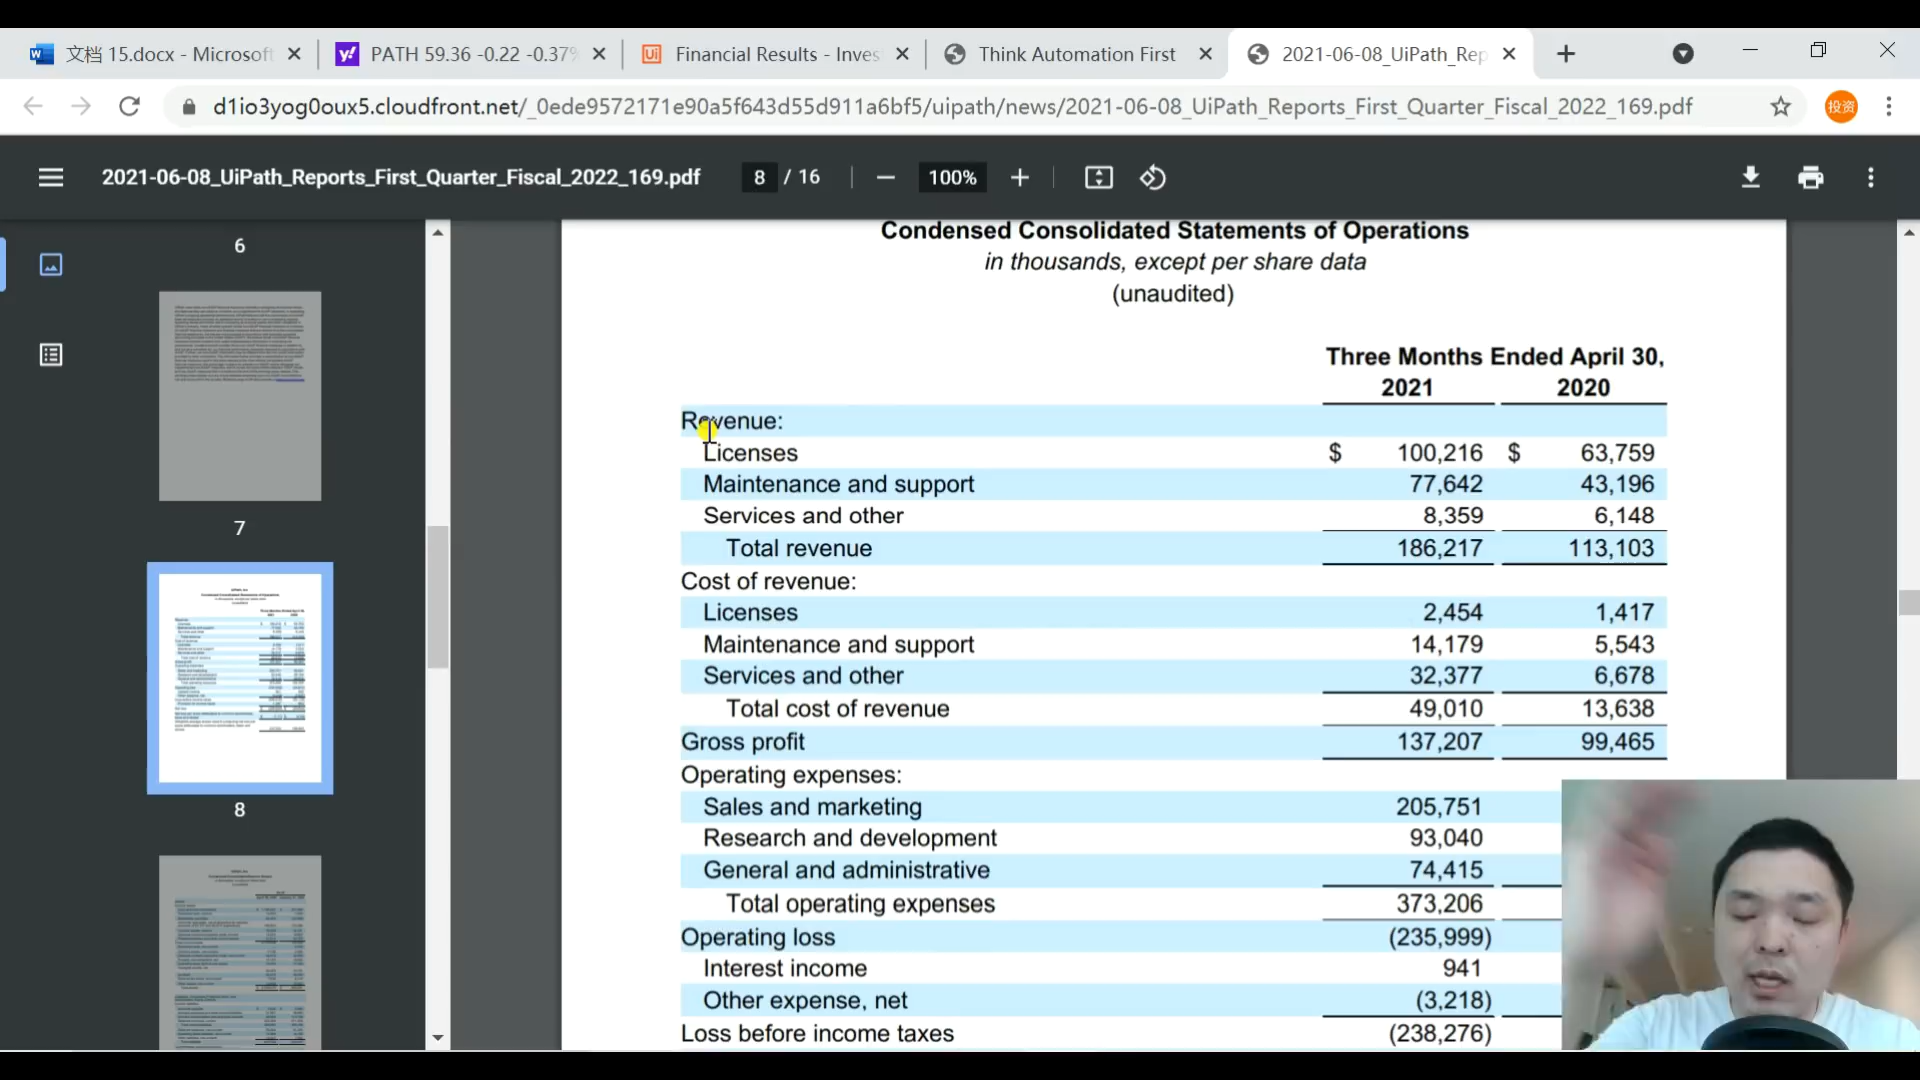 文档 15.docx - Microsoft
PATH 59.36 -0.22 -0.37%
Financial Results - Inves
Think Automation First
2021-06-08_UiPath_Rep
d1io3yog0oux5.cloudfront.net/_0ede9572171e90a5f643d55d911a6bf5/uipath/news/2021-06-08_UiPath_Reports_First_Quarter_Fiscal_2022_169.pdf
投资
2021-06-08_UiPath_Reports_First_Quarter_Fiscal_2022_169.pdf
8 / 16
100%
6
7
8
Condensed Consolidated Statements of Operations
in thousands, except per share data
(unaudited)
Three Months Ended April 30,
2021 2020
Revenue:
Licenses $ 100,216 $ 63,759
Maintenance and support 77,642 43,196
Services and other 8,359 6,148
Total revenue 186,217 113,103
Cost of revenue:
Licenses 2,454 1,417
Maintenance and support 14,179 5,543
Services and other 32,377 6,678
Total cost of revenue 49,010 13,638
Gross profit 137,207 99,465
Operating expenses:
Sales and marketing 205,751
Research and development 93,040
General and administrative 74,415
Total operating expenses 373,206
Operating loss (235,999)
Interest income 941
Other expense, net (3,218)
Loss before income taxes (238,276)